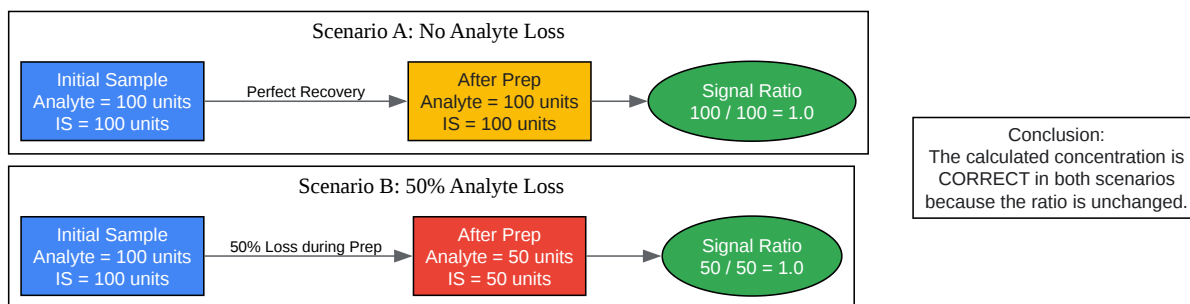 Scenario A: No Analyte Loss
Initial Sample
Analyte = 100 units
IS = 100 units
Perfect Recovery
After Prep
Analyte = 100 units
IS = 100 units
Signal Ratio
100 / 100 = 1.0
Scenario B: 50% Analyte Loss
Initial Sample
Analyte = 100 units
IS = 100 units
50% Loss during Prep
After Prep
Analyte = 50 units
IS = 50 units
Signal Ratio
50 / 50 = 1.0
Conclusion:
The calculated concentration is
CORRECT in both scenarios
because the ratio is unchanged.